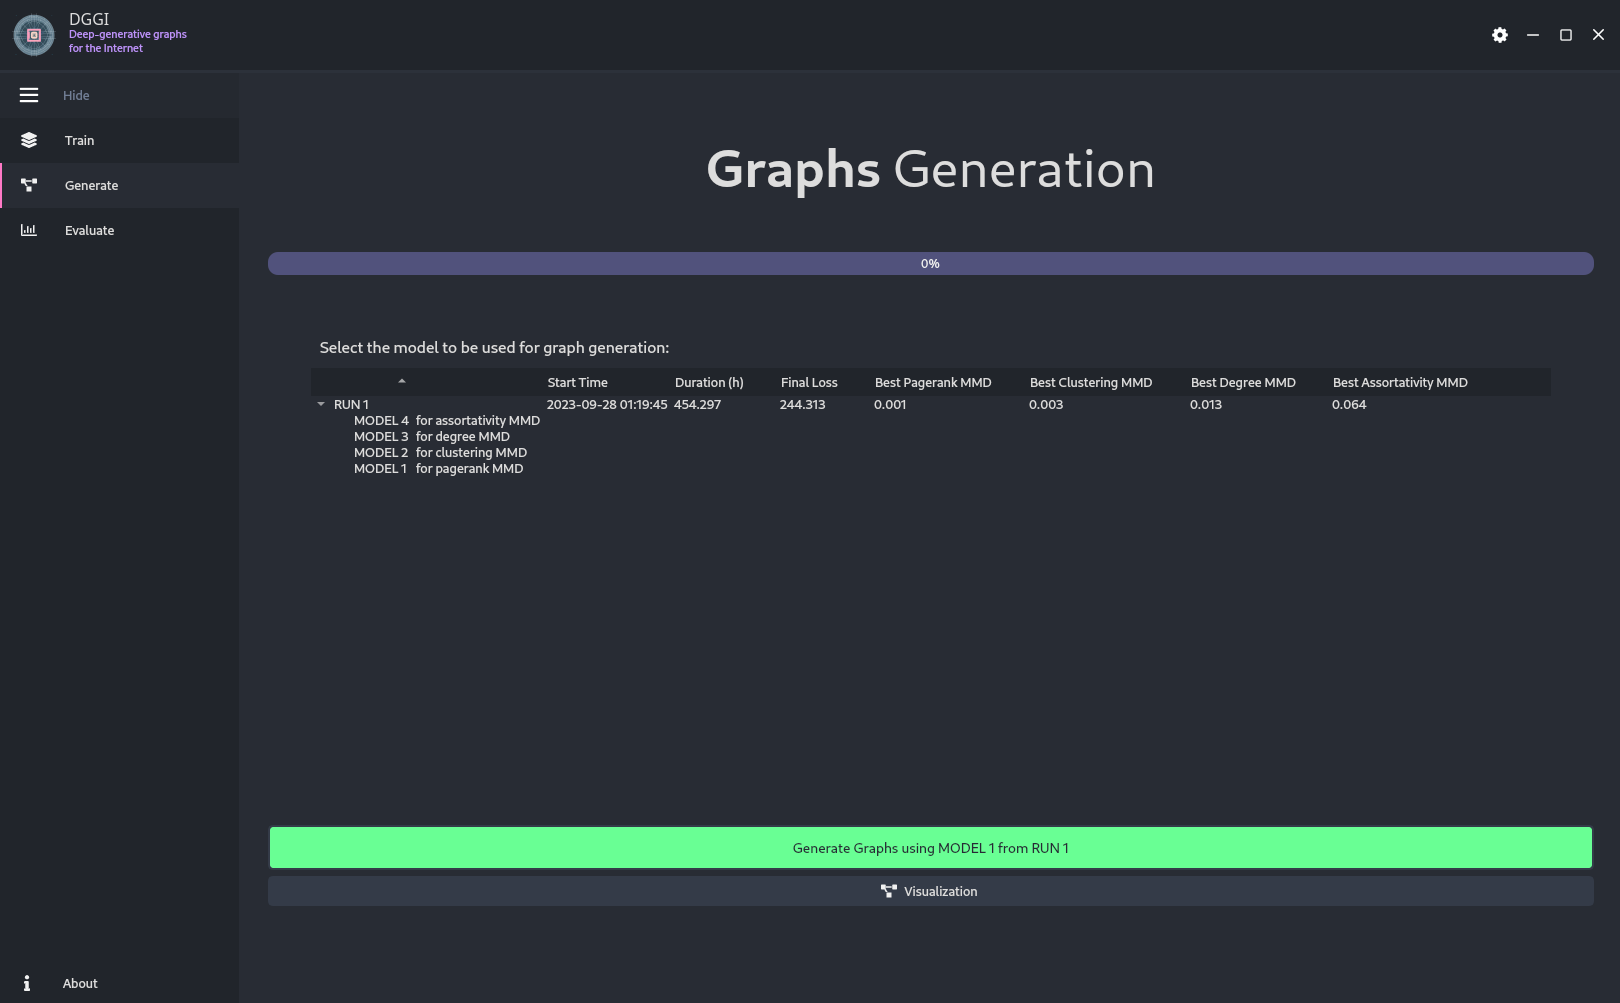 DGGI
Deep-generative graphs
for the Internet
Hide
Train
Generate
Evaluate
Graphs Generation
0%
Select the model to be used for graph generation:
Start Time Duration (h) Final Loss Best Pagerank MMD Best Clustering MMD Best Degree MMD Best Assortativity MMD
RUN 1 2023-09-28 01:19:45 454.297 244.313 0.001 0.003 0.013 0.064
MODEL 4 for assortativity MMD
MODEL 3 for degree MMD
MODEL 2 for clustering MMD
MODEL 1 for pagerank MMD
Generate Graphs using MODEL 1 from RUN 1
Visualization
About